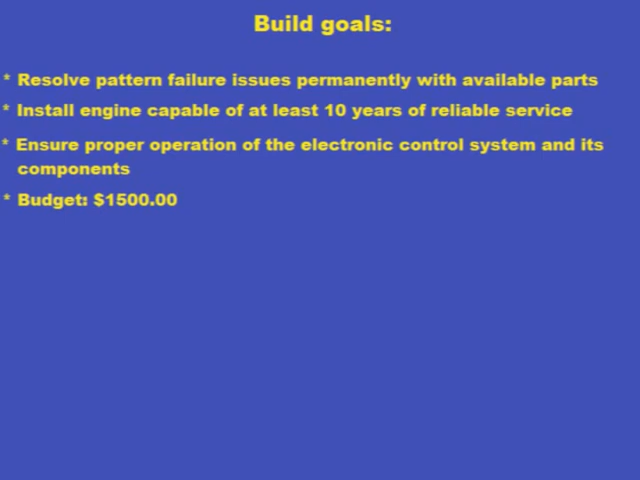 Build goals:
* Resolve pattern failure issues permanently with available parts
* Install engine capable of at least 10 years of reliable service
* Ensure proper operation of the electronic control system and its
components
* Budget: $1500.00